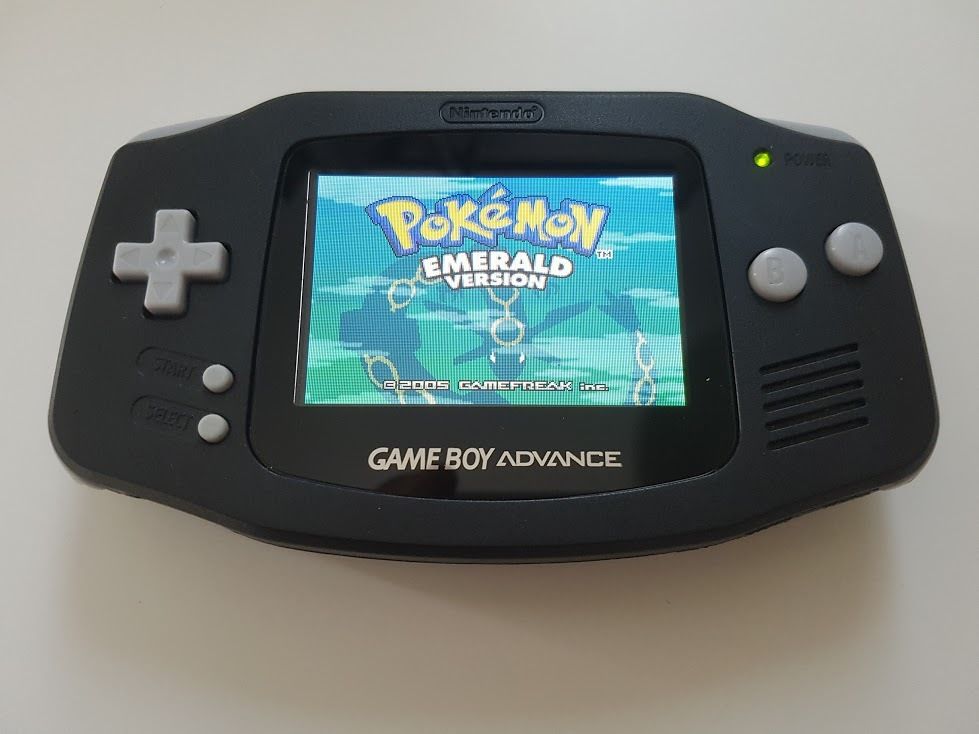 Nintendo®
POWER
POKéMON
TM
EMERALD
VERSION
B
A
START
SELECT
©2005 GAMEFREAK inc.
GAME BOY ADVANCE